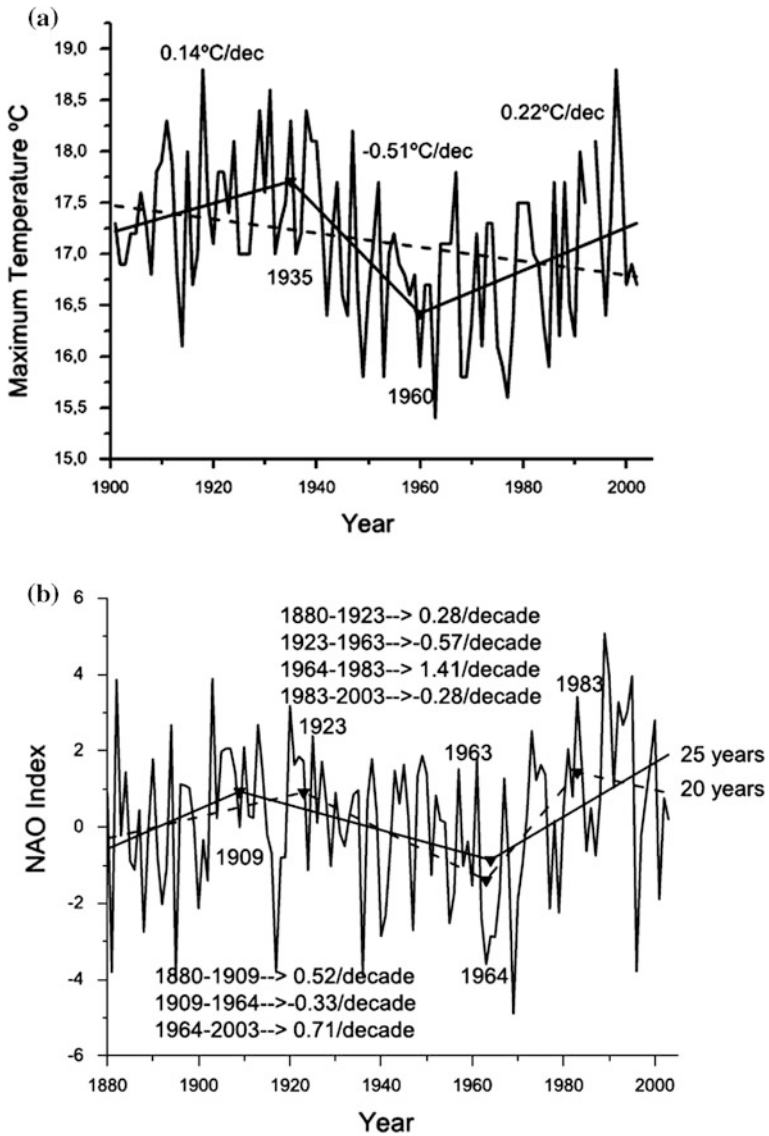 (a)
19,0
18,5
18,0
17,5
17,0
16,5
16,0
15,5
15,0
Maximum Temperature ºC
0.14ºC/dec
-0.51ºC/dec
0.22ºC/dec
1935
1960
1900 1920 1940 1960 1980 2000
Year
(b)
6
4
2
0
-2
-4
-6
NAO Index
1880-1923--> 0.28/decade
1923-1963-->-0.57/decade
1964-1983--> 1.41/decade
1983-2003-->-0.28/decade
1923
1963
1983
25 years
20 years
1909
1964
1880-1909--> 0.52/decade
1909-1964-->-0.33/decade
1964-2003--> 0.71/decade
1880 1900 1920 1940 1960 1980 2000
Year